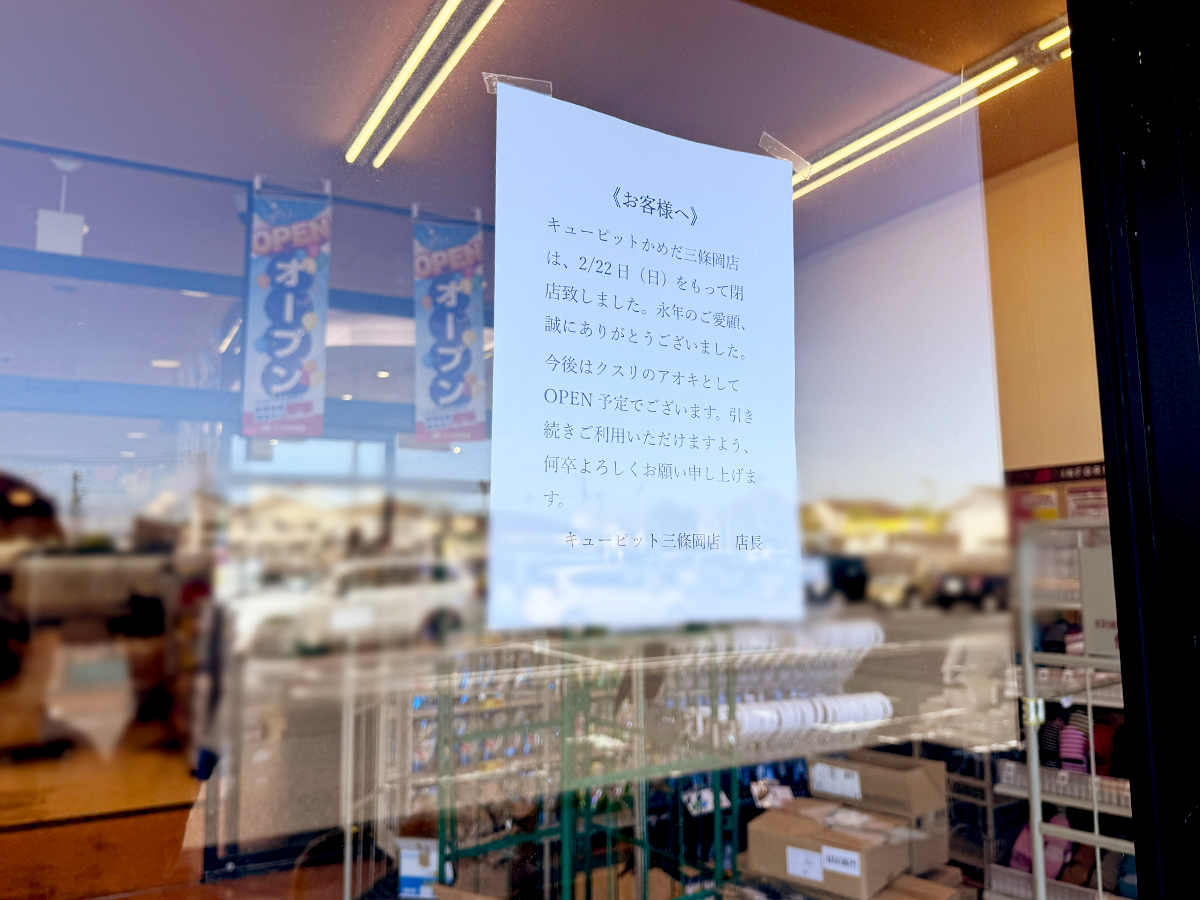 OPEN
オープン
OPEN
オープン
《お客様へ》
キューピットかめだ三條岡店
は、2/22 日（日）をもって閉
店致しました。永年のご愛顧、
誠にありがとうございました。
今後はクスリのアオキとして
OPEN 予定でございます。引き
続きご利用いただけますよう、
何卒よろしくお願い申し上げま
す。
キューピット三條岡店　店長
INFOR